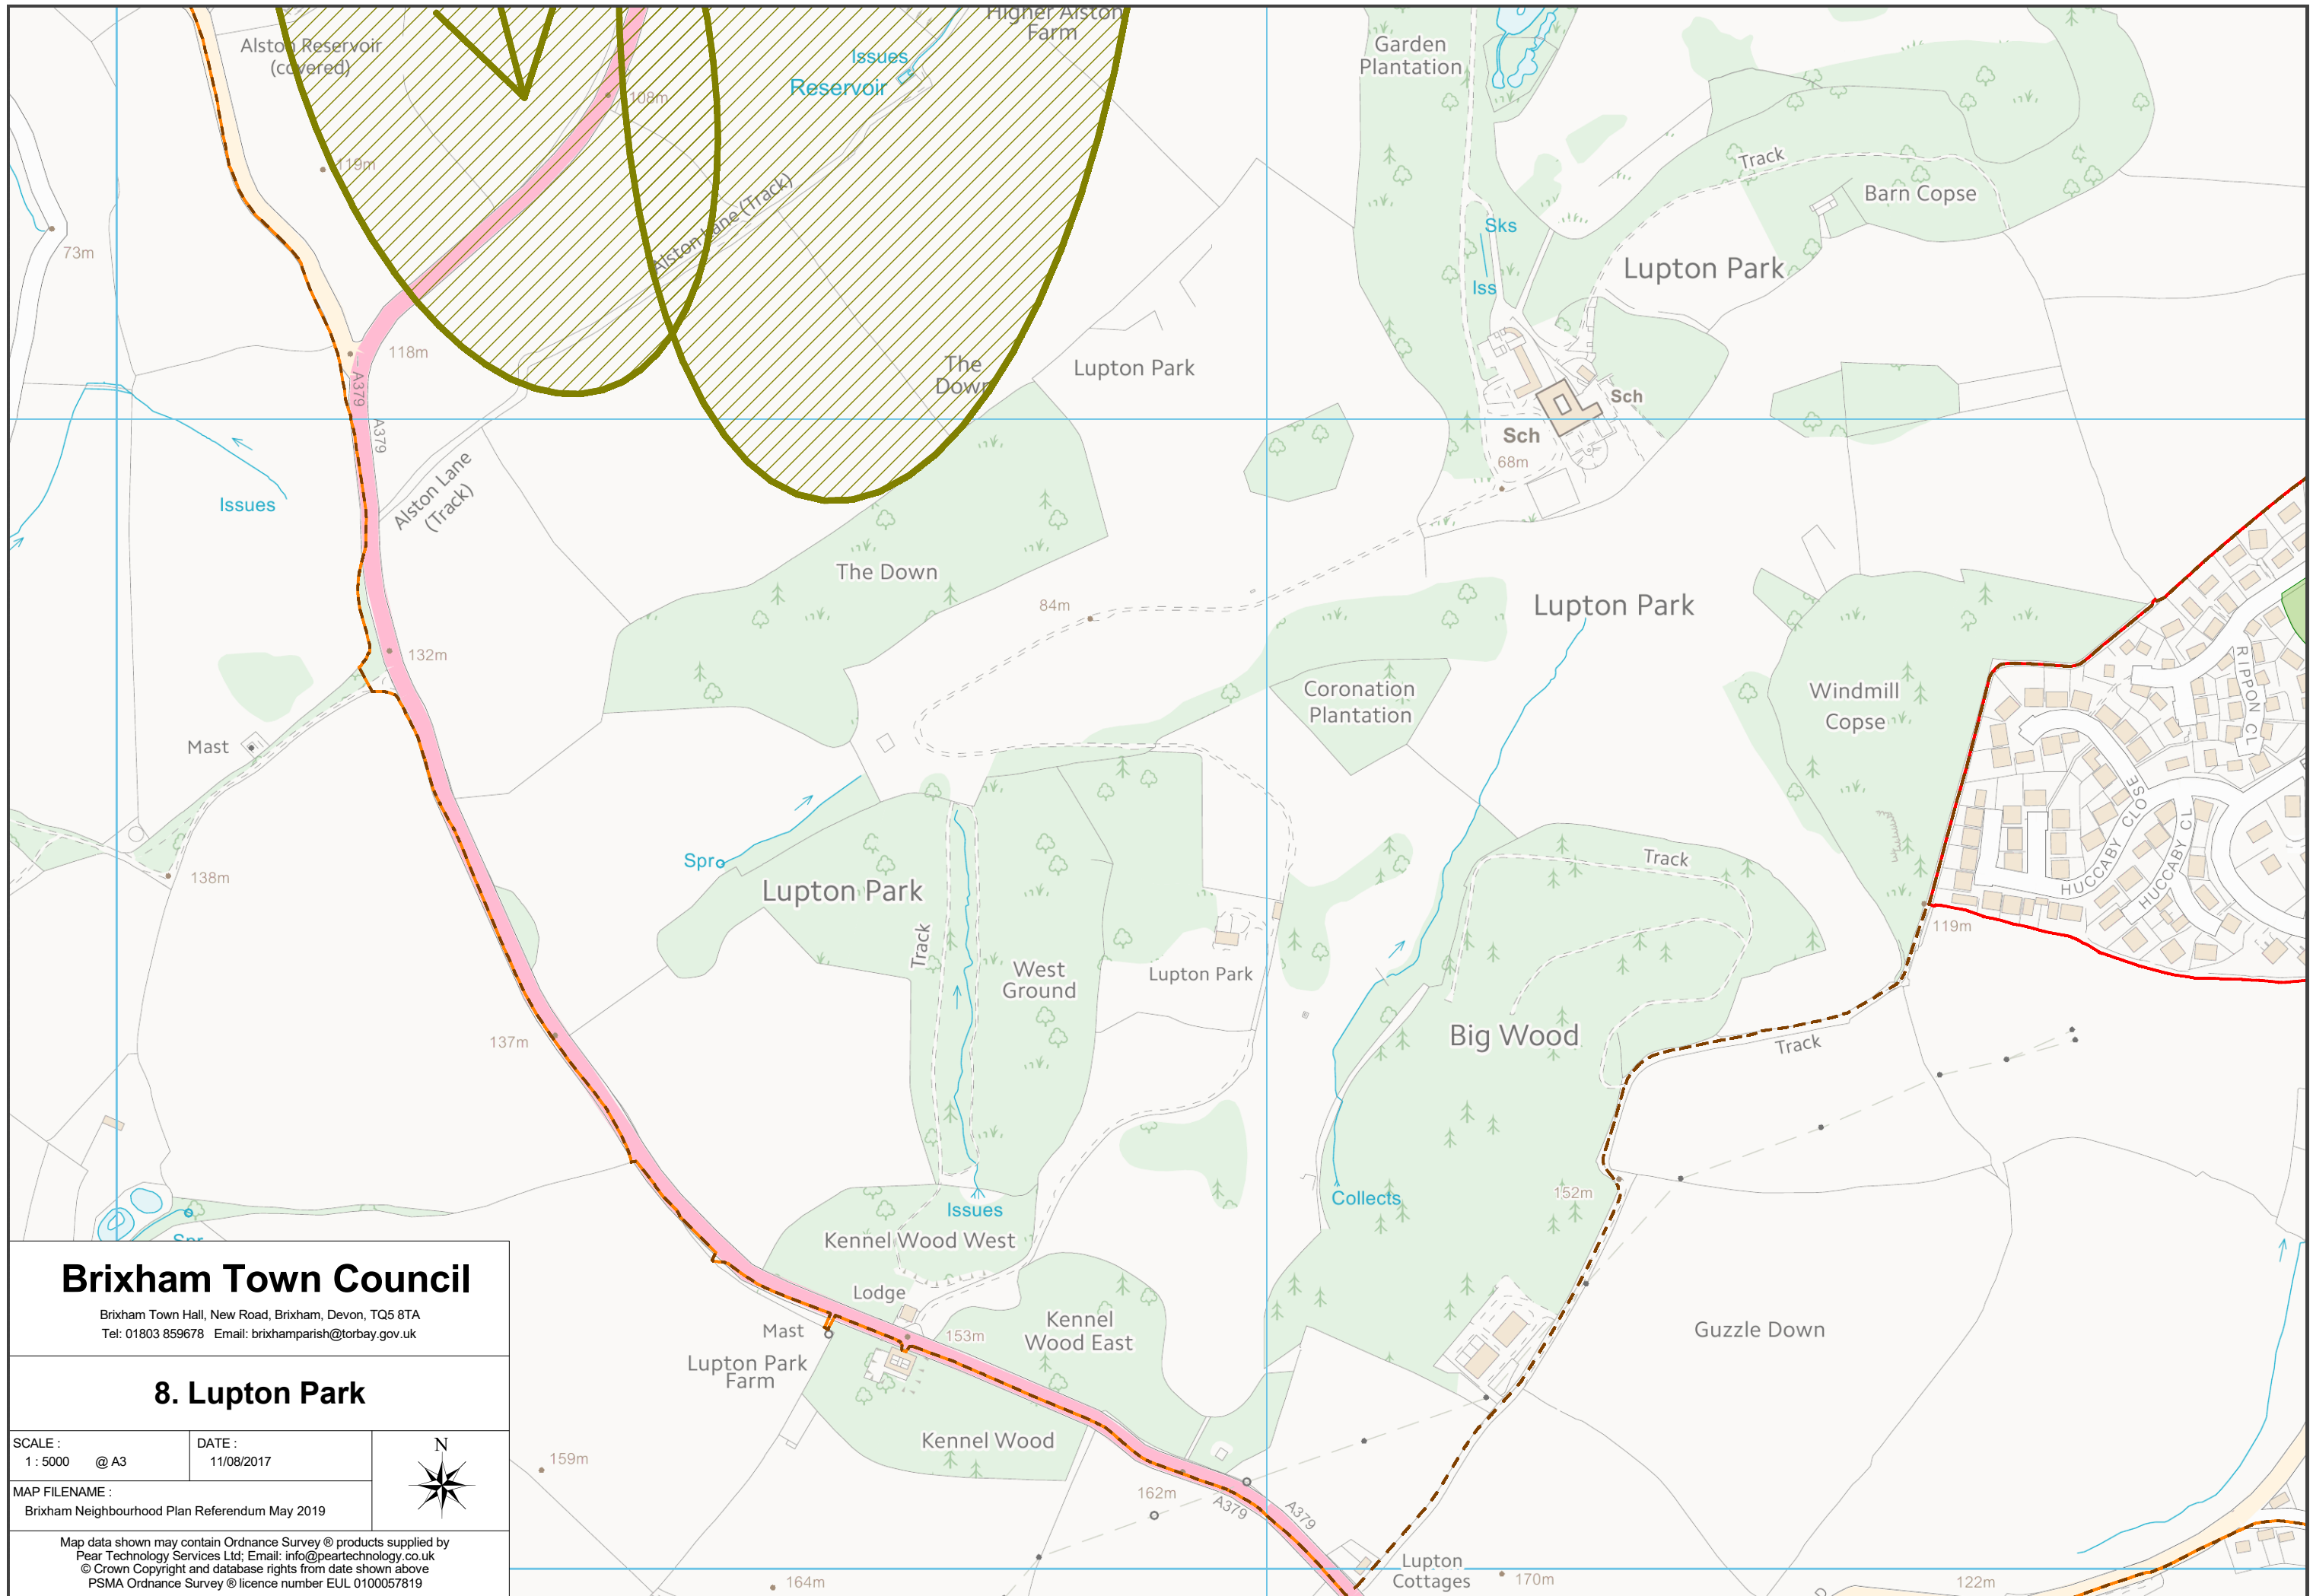 Alston Reservoir
(covered)
Issues
Reservoir
Higher Alston
Farm
Garden
Plantation
108m
119m
Alston Lane (Track)
Track
Barn Copse
Sks
Iss
Lupton Park
73m
118m
A379
A379
The
Down
Lupton Park
Sch
Sch
68m
Issues
Alston Lane
(Track)
The Down
84m
Lupton Park
132m
Coronation
Plantation
Windmill
Copse
RIPPON CL
Mast
HUCCABY CLOSE
HUCCABY CL
Spr
138m
Lupton Park
Track
Track
119m
West
Ground
Lupton Park
137m
Big Wood
Track
152m
Collects
Issues
Kennel Wood West
Spr
Lodge
Mast
153m
Kennel
Wood East
Guzzle Down
Lupton Park
Farm
Kennel Wood
159m
162m
A379
A379
Lupton
Cottages
164m
170m
122m
Brixham Town Council
Brixham Town Hall, New Road, Brixham, Devon, TQ5 8TA
Tel: 01803 859678 Email: brixhamparish@torbay.gov.uk
8. Lupton Park
SCALE :
1 : 5000 @ A3
DATE :
11/08/2017
N
MAP FILENAME :
Brixham Neighbourhood Plan Referendum May 2019
Map data shown may contain Ordnance Survey ® products supplied by
Pear Technology Services Ltd; Email: info@peartechnology.co.uk
© Crown Copyright and database rights from date shown above
PSMA Ordnance Survey ® licence number EUL 0100057819